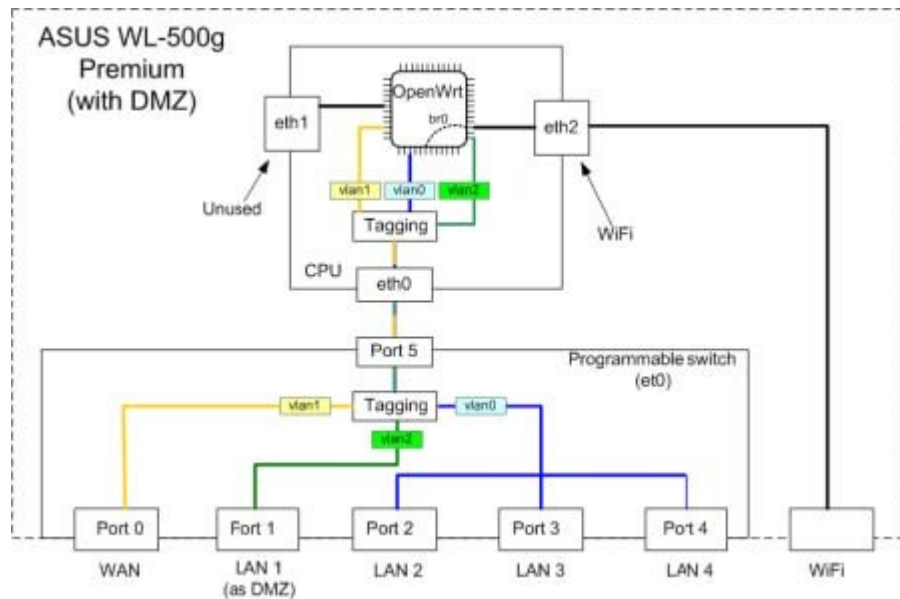 ASUS WL-500g
Premium
(with DMZ)
OpenWrt
br0
eth1
eth2
vlan1
vlan0
vlan2
Unused
Tagging
WiFi
CPU
eth0
Port 5
Programmable switch
(et0)
vlan1
Tagging
vlan0
vlan2
Port 0
Fort 1
Port 2
Port 3
Port 4
WAN
LAN 1
(as DMZ)
LAN 2
LAN 3
LAN 4
WiFi